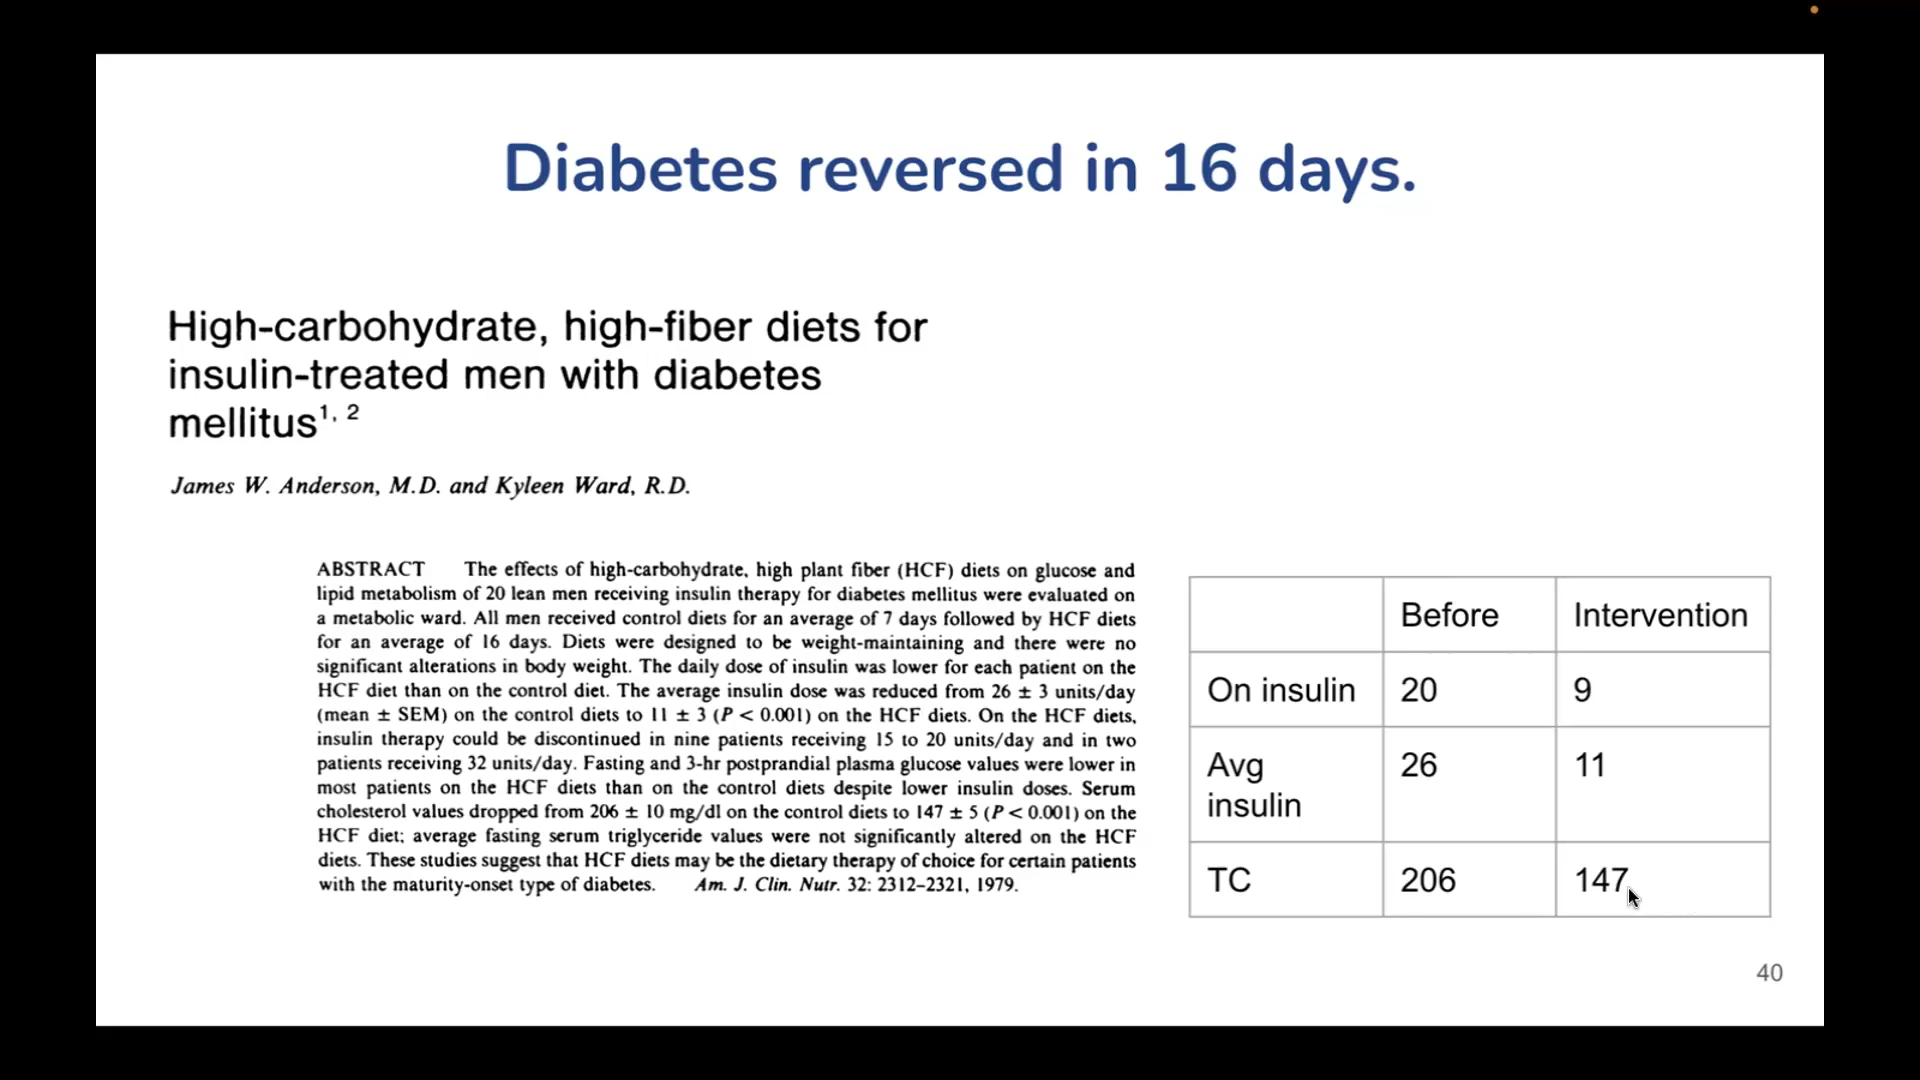 Diabetes reversed in 16 days.
High-carbohydrate, high-fiber diets for
insulin-treated men with diabetes
mellitus1, 2
James W. Anderson, M.D. and Kyleen Ward, R.D.
ABSTRACT The effects of high-carbohydrate, high plant fiber (HCF) diets on glucose and
lipid metabolism of 20 lean men receiving insulin therapy for diabetes mellitus were evaluated on
a metabolic ward. All men received control diets for an average of 7 days followed by HCF diets
for an average of 16 days. Diets were designed to be weight-maintaining and there were no
significant alterations in body weight. The daily dose of insulin was lower for each patient on the
HCF diet than on the control diet. The average insulin dose was reduced from 26 ± 3 units/day
(mean ± SEM) on the control diets to 11 ± 3 (P < 0.001) on the HCF diets. On the HCF diets,
insulin therapy could be discontinued in nine patients receiving 15 to 20 units/day and in two
patients receiving 32 units/day. Fasting and 3-hr postprandial plasma glucose values were lower in
most patients on the HCF diets than on the control diets despite lower insulin doses. Serum
cholesterol values dropped from 206 ± 10 mg/dl on the control diets to 147 ± 5 (P < 0.001) on the
HCF diet; average fasting serum triglyceride values were not significantly altered on the HCF
diets. These studies suggest that HCF diets may be the dietary therapy of choice for certain patients
with the maturity-onset type of diabetes. Am. J. Clin. Nutr. 32: 2312-2321, 1979.
Before Intervention
On insulin 20 9
Avg insulin 26 11
TC 206 147
40